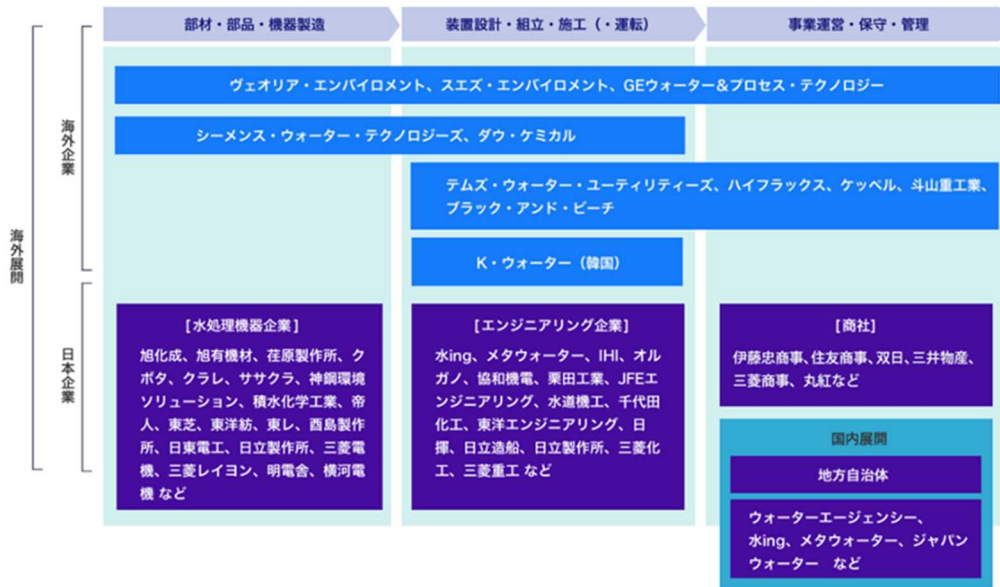 部材・部品・機器製造
装置設計・組立・施工（・運転）
事業運営・保守・管理
海外展開
海外企業
ヴェオリア・エンバイロメント、スエズ・エンバイロメント、GEウォーター＆プロセス・テクノロジー
シーメンス・ウォーター・テクノロジーズ、ダウ・ケミカル
テムズ・ウォーター・ユーティリティーズ、ハイフラックス、ケッペル、斗山重工業、
ブラック・アンド・ビーチ
K・ウォーター（韓国）
日本企業
[水処理機器企業]
旭化成、旭有機材、荏原製作所、ク
ボタ、クラレ、ササクラ、神鋼環境
ソリューション、積水化学工業、帝
人、東芝、東洋紡、東レ、酉島製作
所、日東電工、日立製作所、三菱電
機、三菱レイヨン、明電舎、横河電
機 など
[エンジニアリング企業]
水ing、メタウォーター、IHI、オル
ガノ、協和機電、栗田工業、JFEエ
ンジニアリング、水道機工、千代田
化工、東洋エンジニアリング、日
揮、日立造船、日立製作所、三菱化
工、三菱重工 など
[商社]
伊藤忠商事、住友商事、双日、三井物産、
三菱商事、丸紅など
国内展開
地方自治体
ウォーターエージェンシー、
水ing、メタウォーター、ジャパン
ウォーター など